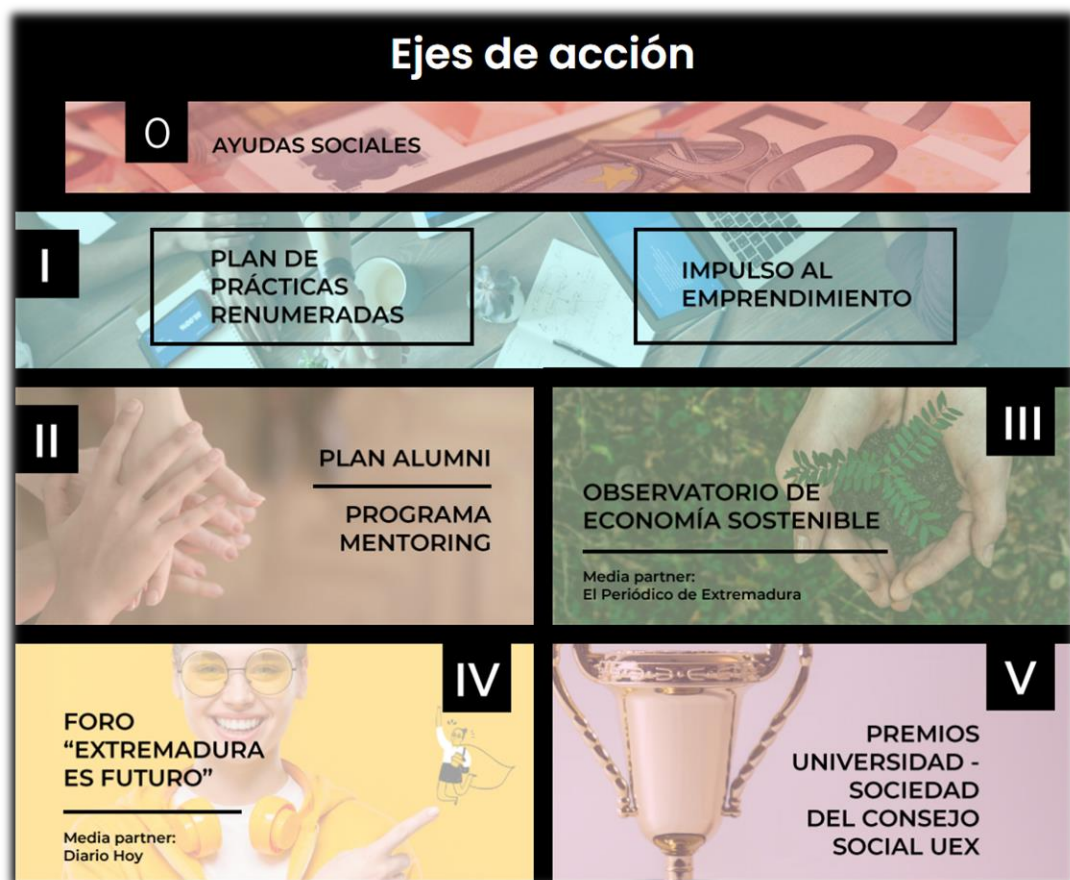 Ejes de acción
0
AYUDAS SOCIALES
I
PLAN DE
PRÁCTICAS
RENUMERADAS
IMPULSO AL
EMPRENDIMIENTO
II
PLAN ALUMNI
PROGRAMA
MENTORING
III
OBSERVATORIO DE
ECONOMÍA SOSTENIBLE
Media partner:
El Periódico de Extremadura
IV
FORO
“EXTREMADURA
ES FUTURO”
Media partner:
Diario Hoy
V
PREMIOS
UNIVERSIDAD -
SOCIEDAD
DEL CONSEJO
SOCIAL UEX